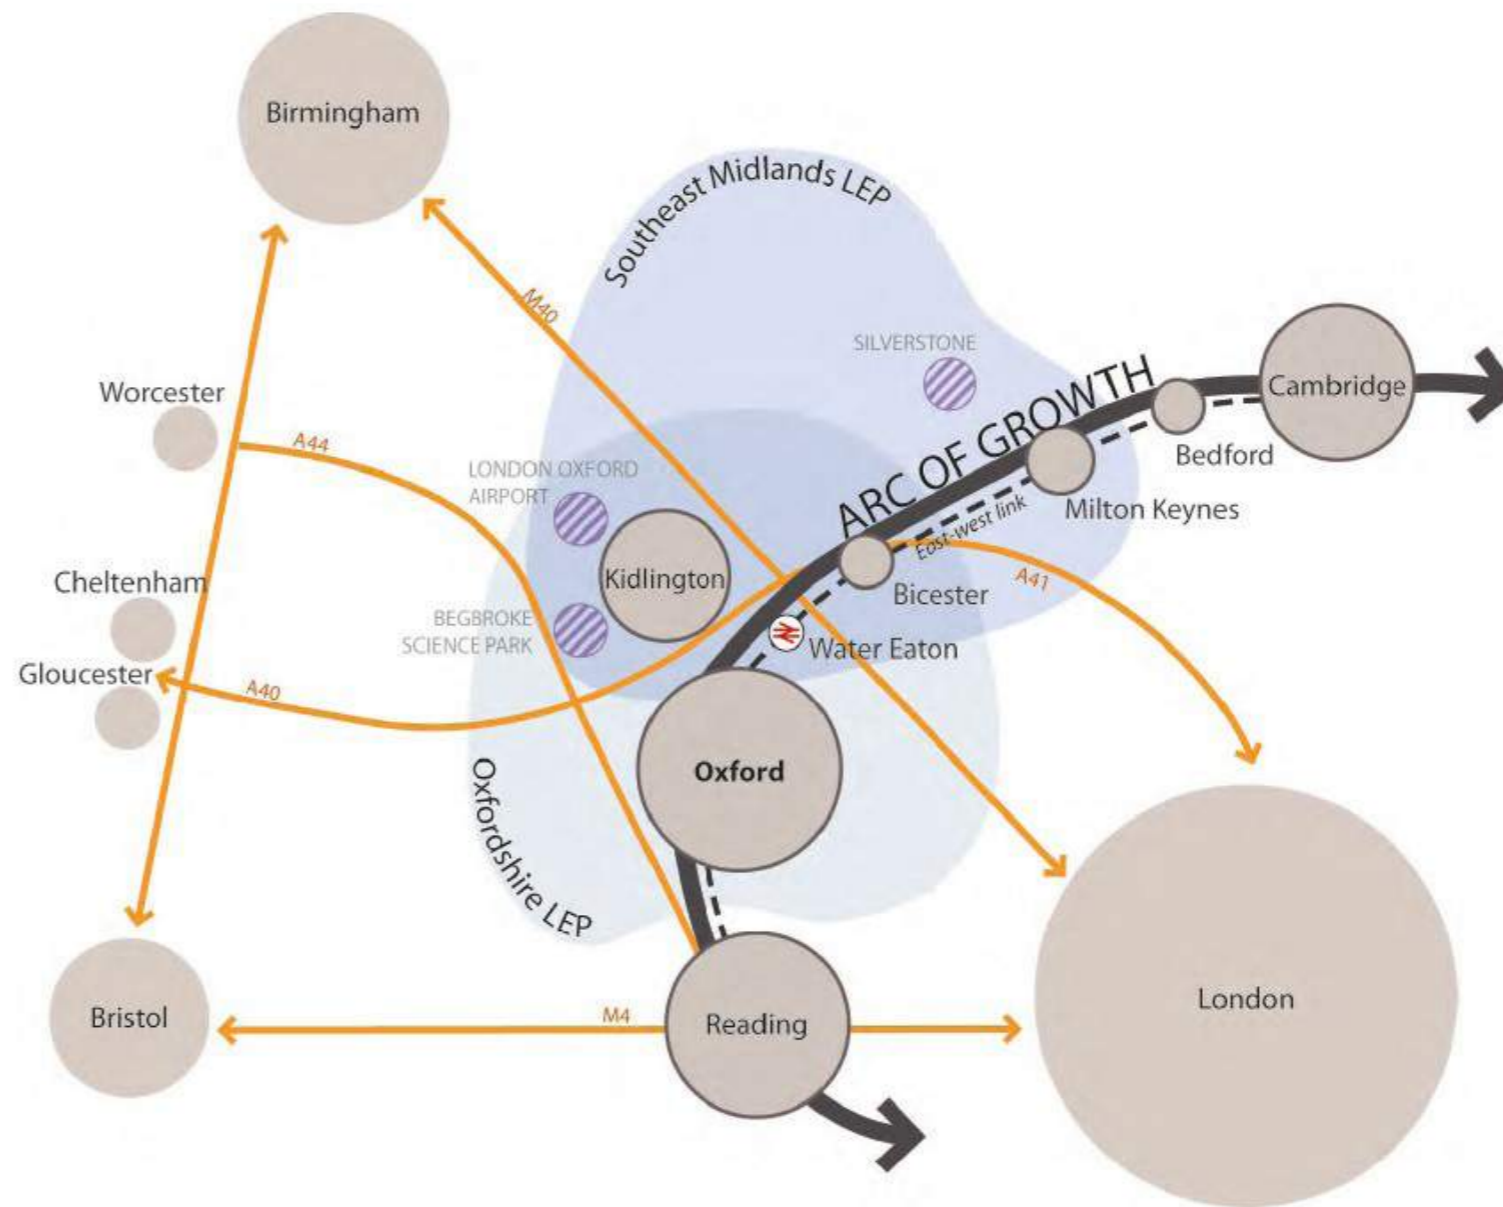 Birmingham
Southeast Midlands LEP
M40
SILVERSTONE
ARC OF GROWTH
Cambridge
Worcester
A44
LONDON OXFORD
AIRPORT
Bedford
Milton Keynes
East-west link
Kidlington
Cheltenham
Bicester
A41
BEGBROKE
SCIENCE PARK
Water Eaton
Gloucester
A40
Oxford
Oxfordshire LEP
London
Bristol
M4
Reading